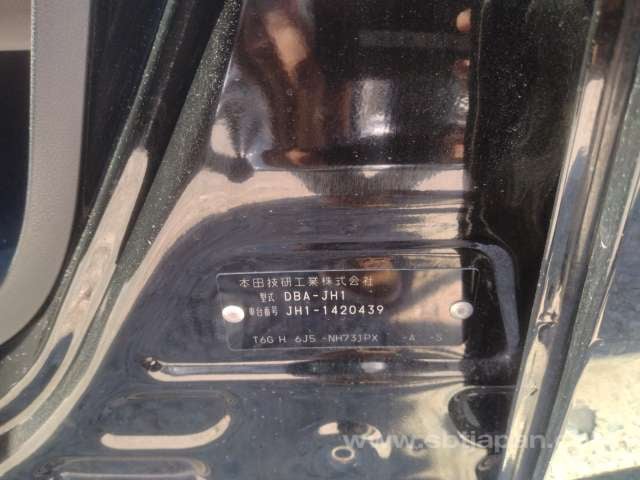 本田技研工業株式会社
型式 DBA-JH1
車台番号 JH1-1420439
T6G H 6J5 -NH731PX -A -S
www.sbtjapan.c